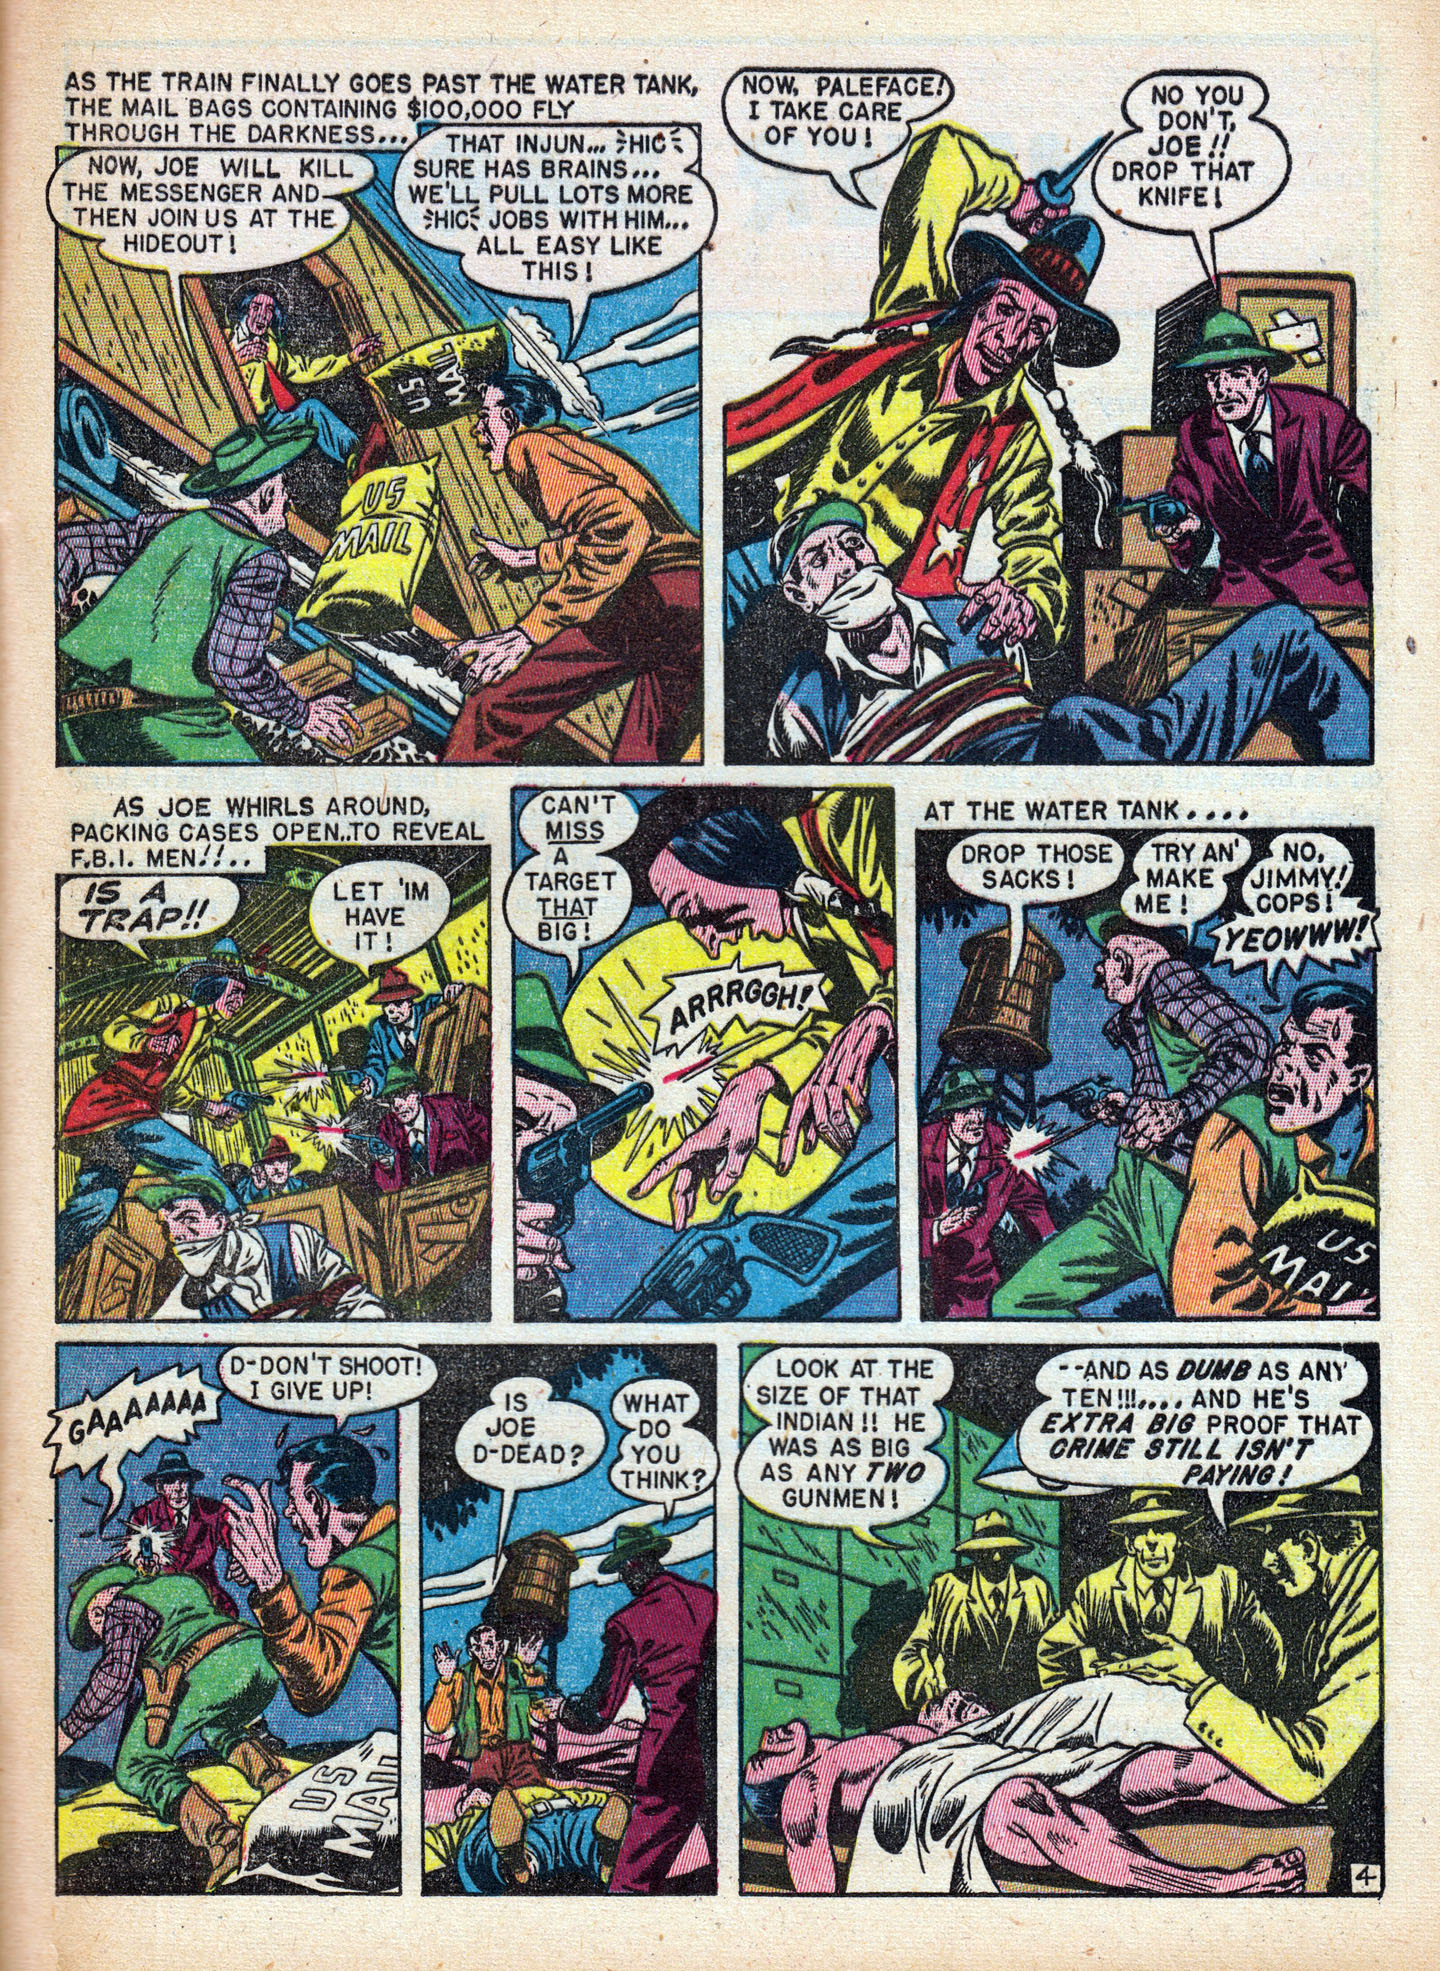 AS THE TRAIN FINALLY GOES PAST THE WATER TANK,
THE MAIL BAGS CONTAINING $100,000 FLY
THROUGH THE DARKNESS...
NOW, JOE WILL KILL
THE MESSENGER AND
THEN JOIN US AT THE
HIDEOUT!
THAT INJUN... HIC
SURE HAS BRAINS...
WE'LL PULL LOTS MORE
HIC JOBS WITH HIM...
ALL EASY LIKE
THIS!
US
MAIL
US
MAIL
NOW, PALEFACE!
I TAKE CARE
OF YOU!
NO YOU
DON'T,
JOE!!
DROP THAT
KNIFE!
AS JOE WHIRLS AROUND,
PACKING CASES OPEN..TO REVEAL
F.B.I. MEN!!..
IS A
TRAP!!
LET 'IM
HAVE
IT!
CAN'T
MISS
A
TARGET
THAT
BIG!
ARRRGGH!
AT THE WATER TANK....
DROP THOSE
SACKS!
TRY AN'
MAKE
ME!
NO,
JIMMY!
COPS!
YEOWWW!
US
MAI
GAAAAAAA
D-DON'T SHOOT!
I GIVE UP!
US
MAIL
IS
JOE
D-DEAD?
WHAT
DO
YOU
THINK?
LOOK AT THE
SIZE OF THAT
INDIAN!! HE
WAS AS BIG
AS ANY TWO
GUNMEN!
--AND AS DUMB AS ANY
TEN!!!.... AND HE'S
EXTRA BIG PROOF THAT
CRIME STILL ISN'T
PAYING!
4